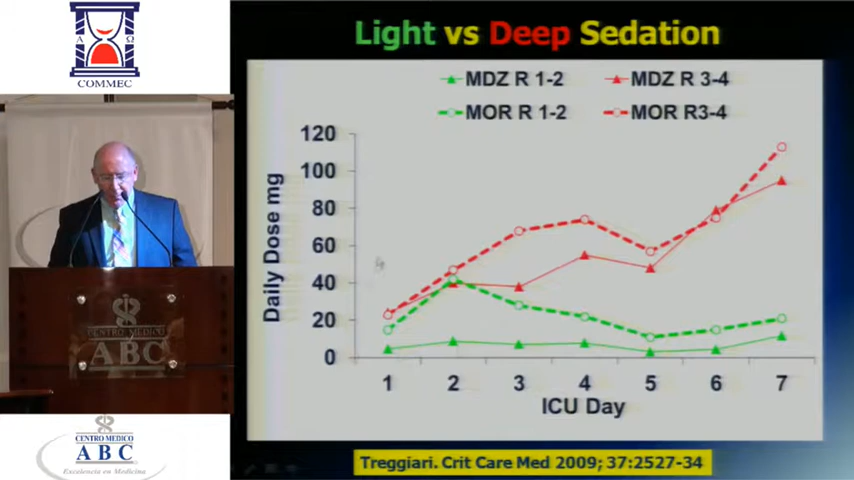 Α Ω
COMMEC
CENTRO MEDICO
ABC
CENTRO MEDICO
A B C
Excelencia en Medicina
Light vs Deep Sedation
MDZ R 1-2
MDZ R 3-4
MOR R 1-2
MOR R3-4
Daily Dose mg
120
100
80
60
40
20
0
1 2 3 4 5 6 7
ICU Day
Treggiari. Crit Care Med 2009; 37:2527-34